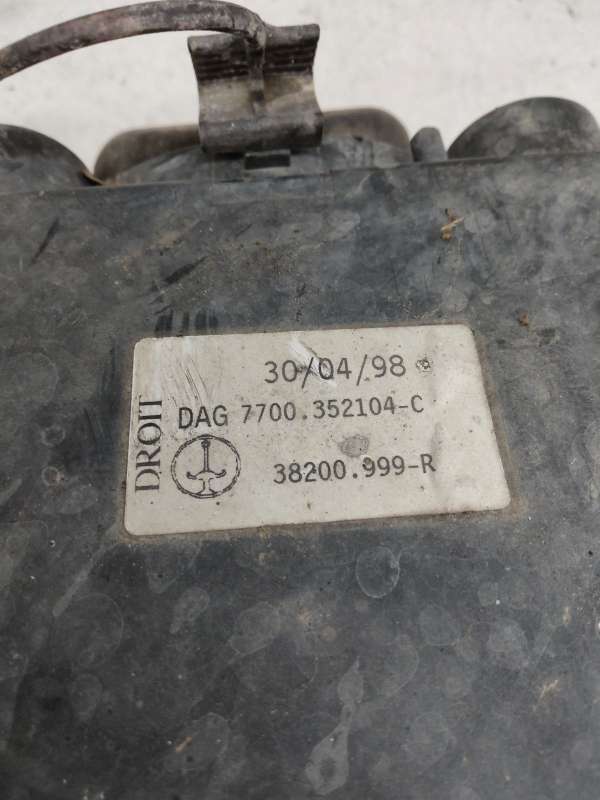 30/04/98
DROIT
DAG 7700.352104-C
38200.999-R